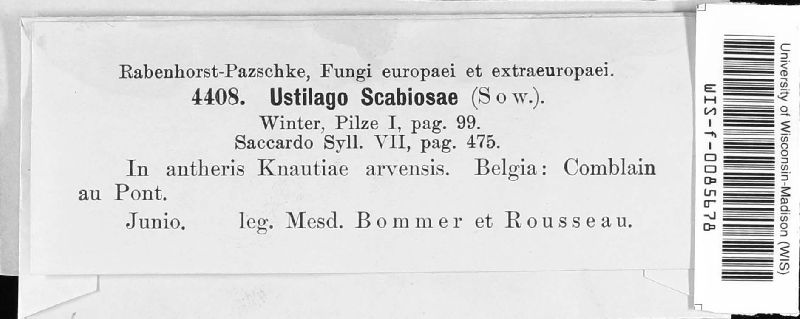 Rabenhorst-Pazschke, Fungi europaei et extraeuropaei.
4408. Ustilago Scabiosae (Sow.).
Winter, Pilze I, pag. 99.
Saccardo Syll. VII, pag. 475.
In antheris Knautiae arvensis. Belgia: Comblain
au Pont.
Junio. leg. Mesd. Bommer et Rousseau.
University of Wisconsin-Madison (WIS)
WIS-f-0085678